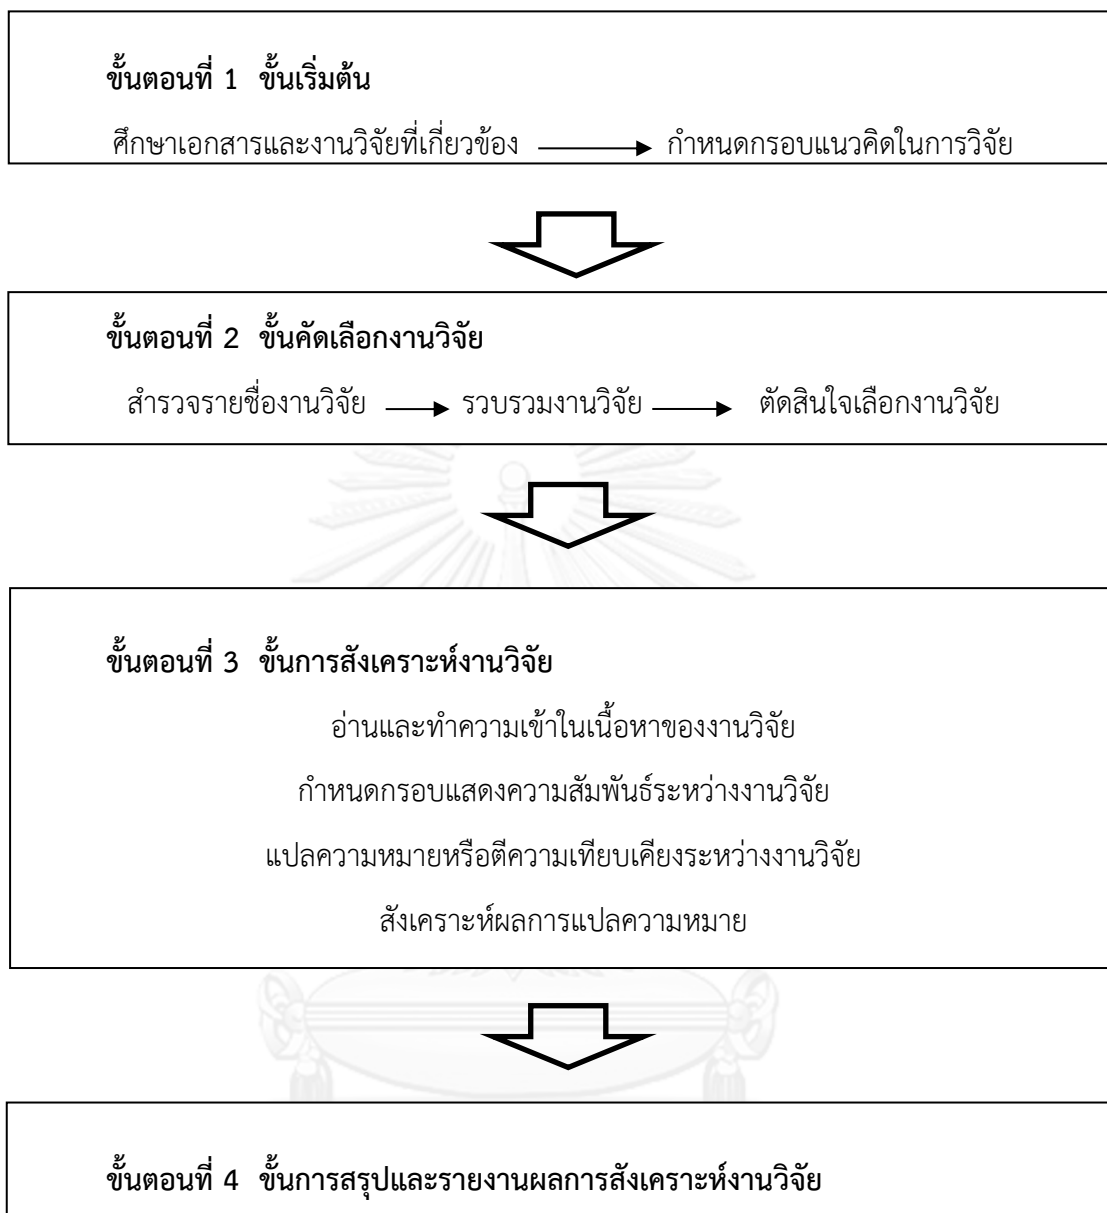 ขั้นตอนที่ 1 ขั้นเริ่มต้น
ศึกษาเอกสารและงานวิจัยที่เกี่ยวข้อง กำหนดกรอบแนวคิดในการวิจัย
ขั้นตอนที่ 2 ขั้นคัดเลือกงานวิจัย
สำรวจรายชื่องานวิจัย รวบรวมงานวิจัย ตัดสินใจเลือกงานวิจัย
ขั้นตอนที่ 3 ขั้นการสังเคราะห์งานวิจัย
อ่านและทำความเข้าในเนื้อหาของงานวิจัย
กำหนดกรอบแสดงความสัมพันธ์ระหว่างงานวิจัย
แปลความหมายหรือตีความเทียบเคียงระหว่างงานวิจัย
สังเคราะห์ผลการแปลความหมาย
ขั้นตอนที่ 4 ขั้นการสรุปและรายงานผลการสังเคราะห์งานวิจัย